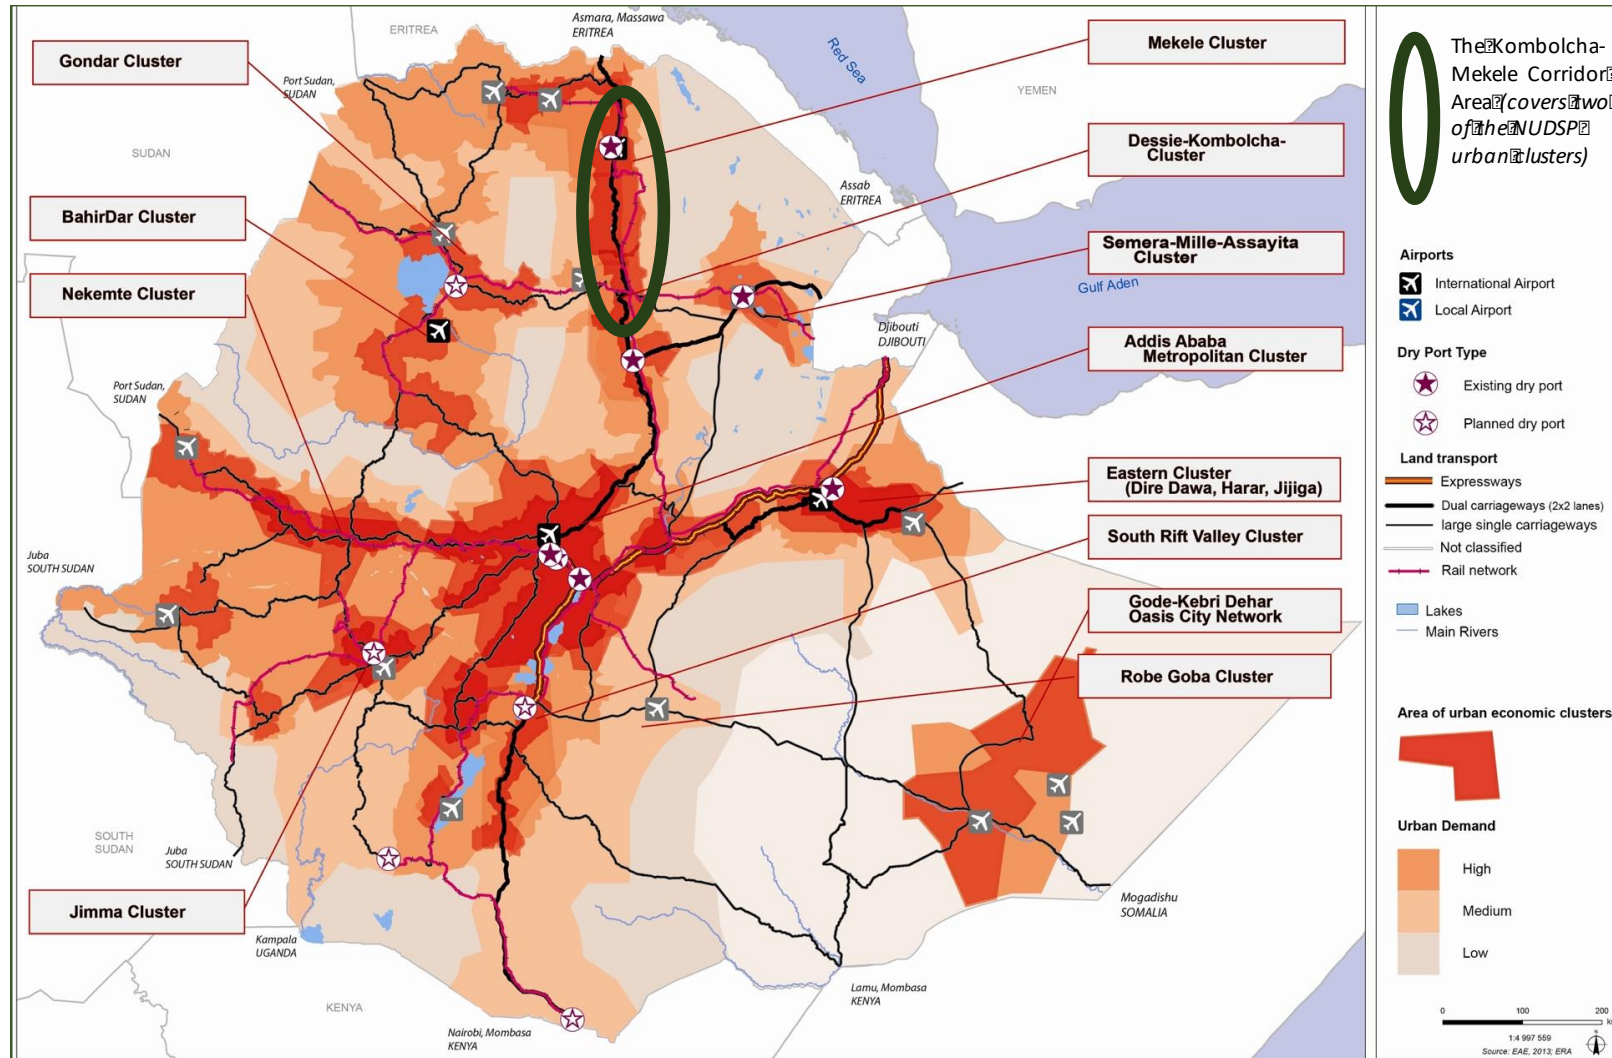 Asmara, Massawa
ERITREA
ERITREA
Gondar Cluster
Mekele Cluster
Red Sea
Port Sudan,
SUDAN
YEMEN
SUDAN
Dessie-Kombolcha-
Cluster
Assab
ERITREA
BahirDar Cluster
Semera-Mille-Assayita
Cluster
Gulf Aden
Nekemte Cluster
Djibouti
DJIBOUTI
Addis Ababa
Metropolitan Cluster
Port Sudan,
SUDAN
Eastern Cluster
(Dire Dawa, Harar, Jijiga)
South Rift Valley Cluster
Juba
SOUTH SUDAN
Gode-Kebri Dehar
Oasis City Network
Robe Goba Cluster
SOUTH
SUDAN
Juba
SOUTH SUDAN
Jimma Cluster
Mogadishu
SOMALIA
Kampala
UGANDA
Lamu, Mombasa
KENYA
KENYA
Nairobi, Mombasa
KENYA
The Kombolcha-
Mekele Corridor
Area (covers two
of the NUDSP
urban clusters)
Airports
International Airport
Local Airport
Dry Port Type
Existing dry port
Planned dry port
Land transport
Expressways
Dual carriageways (2x2 lanes)
large single carriageways
Not classified
Rail network
Lakes
Main Rivers
Area of urban economic clusters
Urban Demand
High
Medium
Low
0 100 200
1:4 997 559
Source: EAE, 2013; ERA